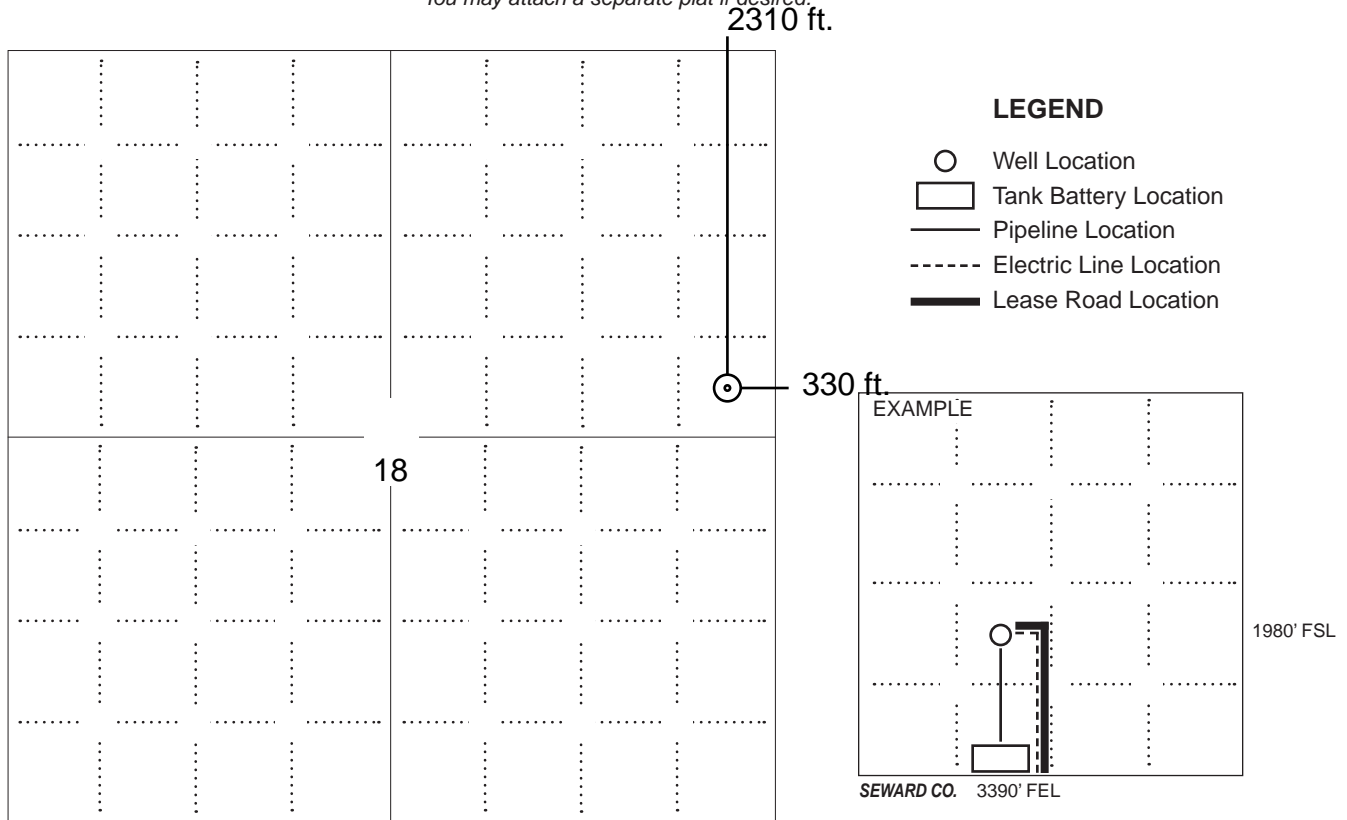 You may attach a separate plat if desired.
2310 ft.
LEGEND
Well Location
Tank Battery Location
Pipeline Location
Electric Line Location
Lease Road Location
330 ft.
EXAMPLE
18
1980' FSL
SEWARD CO. 3390' FEL